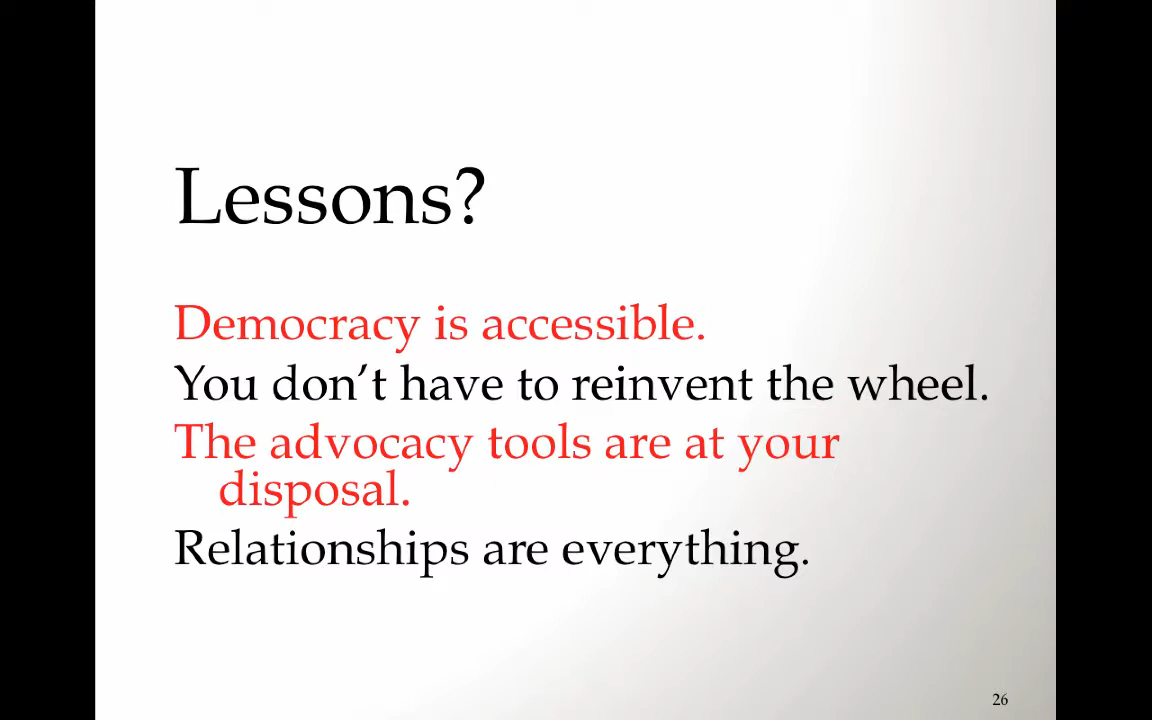 Lessons?
Democracy is accessible.
You don’t have to reinvent the wheel.
The advocacy tools are at your
disposal.
Relationships are everything.
26